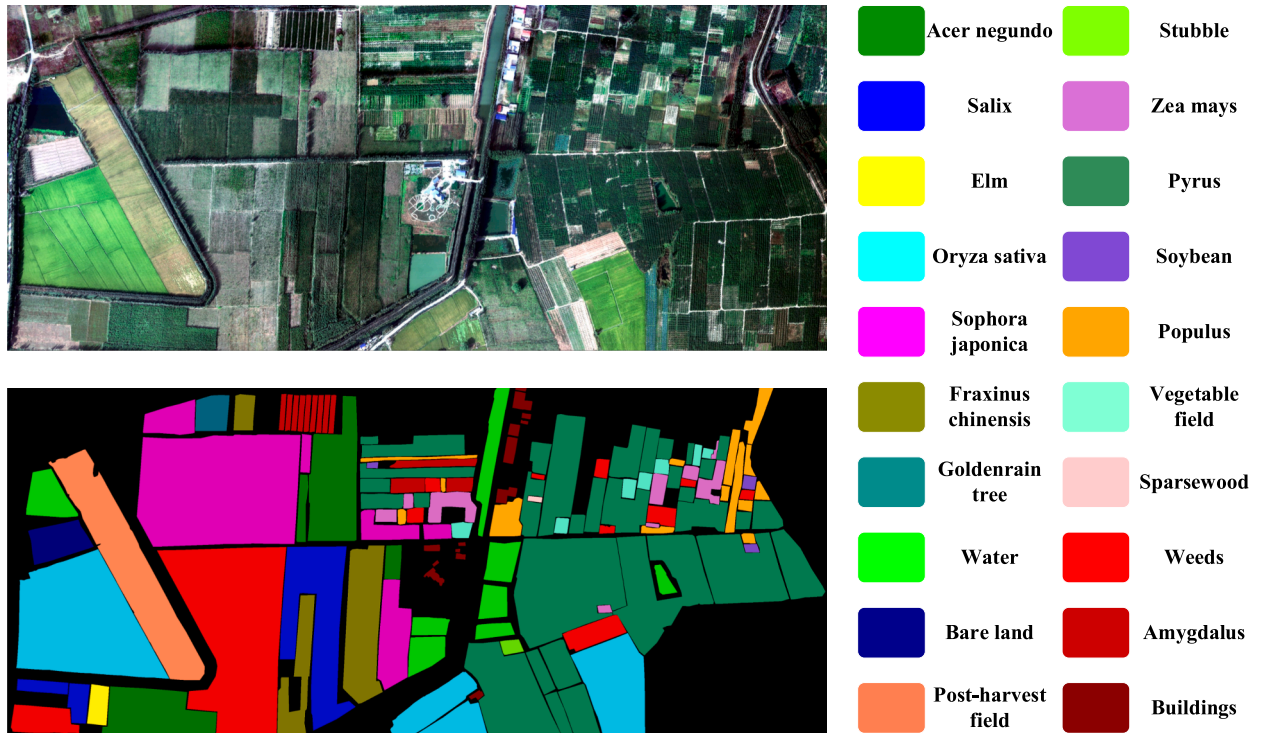 Acer negundo
Stubble
Salix
Zea mays
Elm
Pyrus
Oryza sativa
Soybean
Sophora
japonica
Populus
Fraxinus
chinensis
Vegetable
field
Goldenrain
tree
Sparsewood
Water
Weeds
Bare land
Amygdalus
Post-harvest
field
Buildings